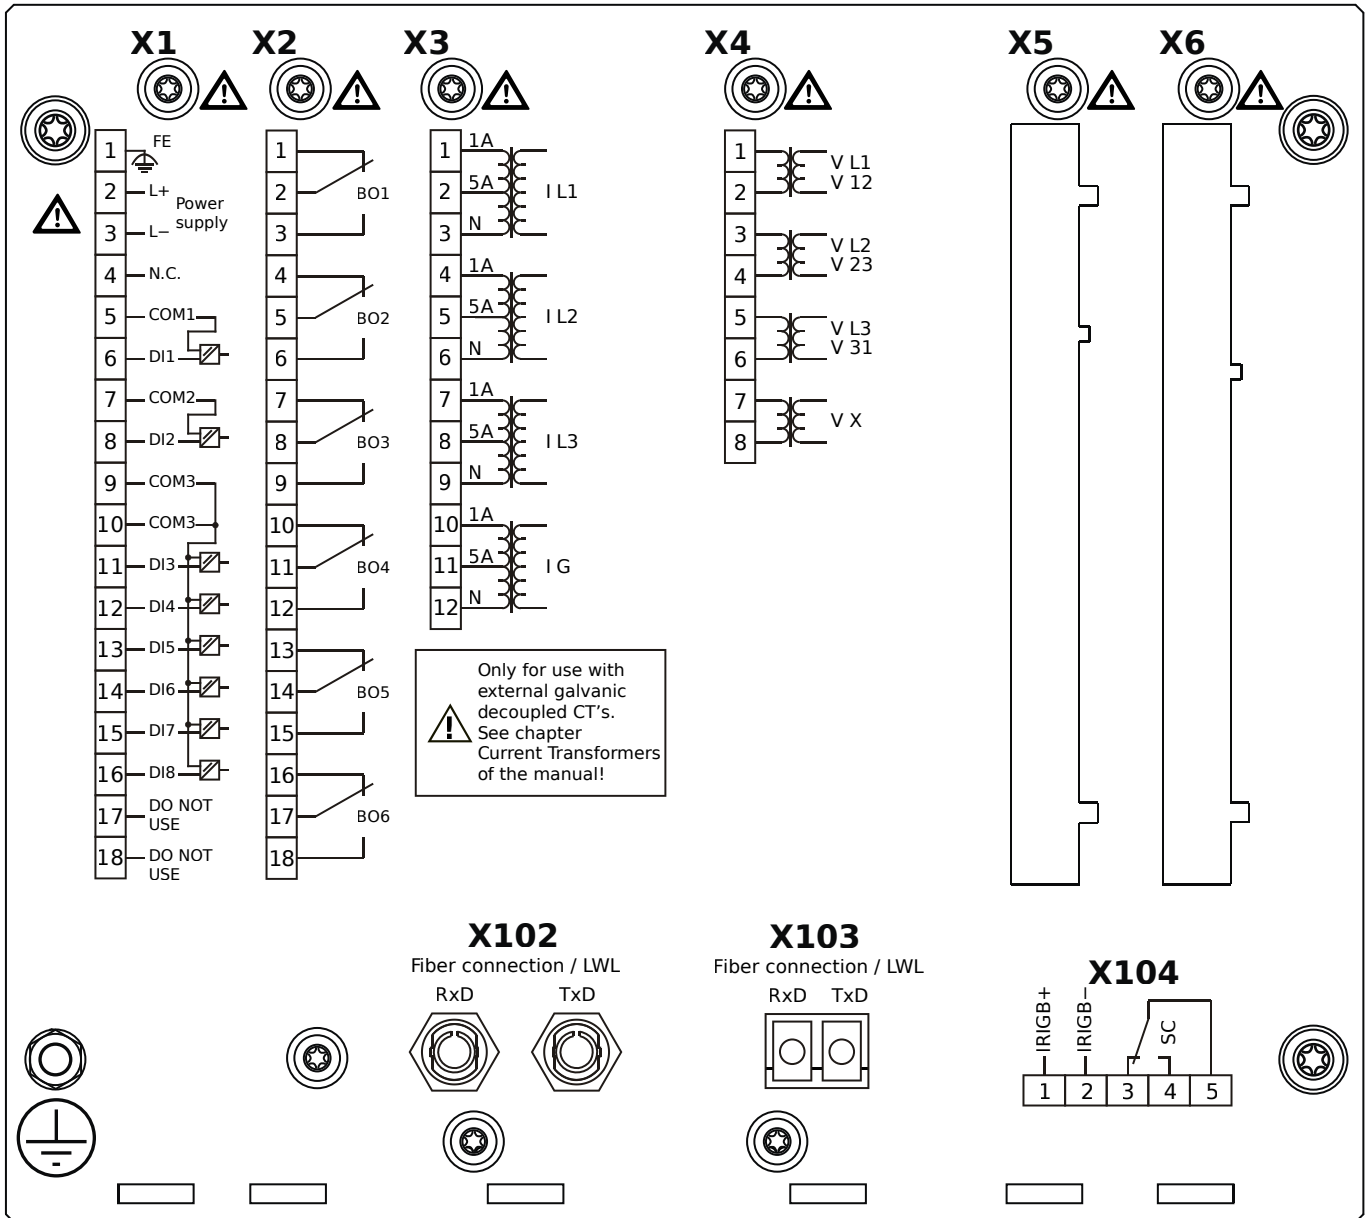 X1
X2
X3
X4
X5
X6
1 FE
2 L+
Power
supply
3 L−
4 N.C.
5 COM1
6 DI1
7 COM2
8 DI2
9 COM3
10 COM3
11 DI3
12 DI4
13 DI5
14 DI6
15 DI7
16 DI8
17 DO NOT
USE
18 DO NOT
USE
1
2 BO1
3
4
5 BO2
6
7
8 BO3
9
10
11 BO4
12
13
14 BO5
15
16
17 BO6
18
1 1A
2 5A I L1
3 N
4 1A
5 5A I L2
6 N
7 1A
8 5A I L3
9 N
10 1A
11 5A I G
12 N
Only for use with
external galvanic
decoupled CT's.
See chapter
Current Transformers
of the manual!
1 V L1
2 V 12
3 V L2
4 V 23
5 V L3
6 V 31
7 V X
8
X102
Fiber connection / LWL
RxD TxD
X103
Fiber connection / LWL
RxD TxD
X104
IRIGB+
IRIGB−
SC
1 2 3 4 5